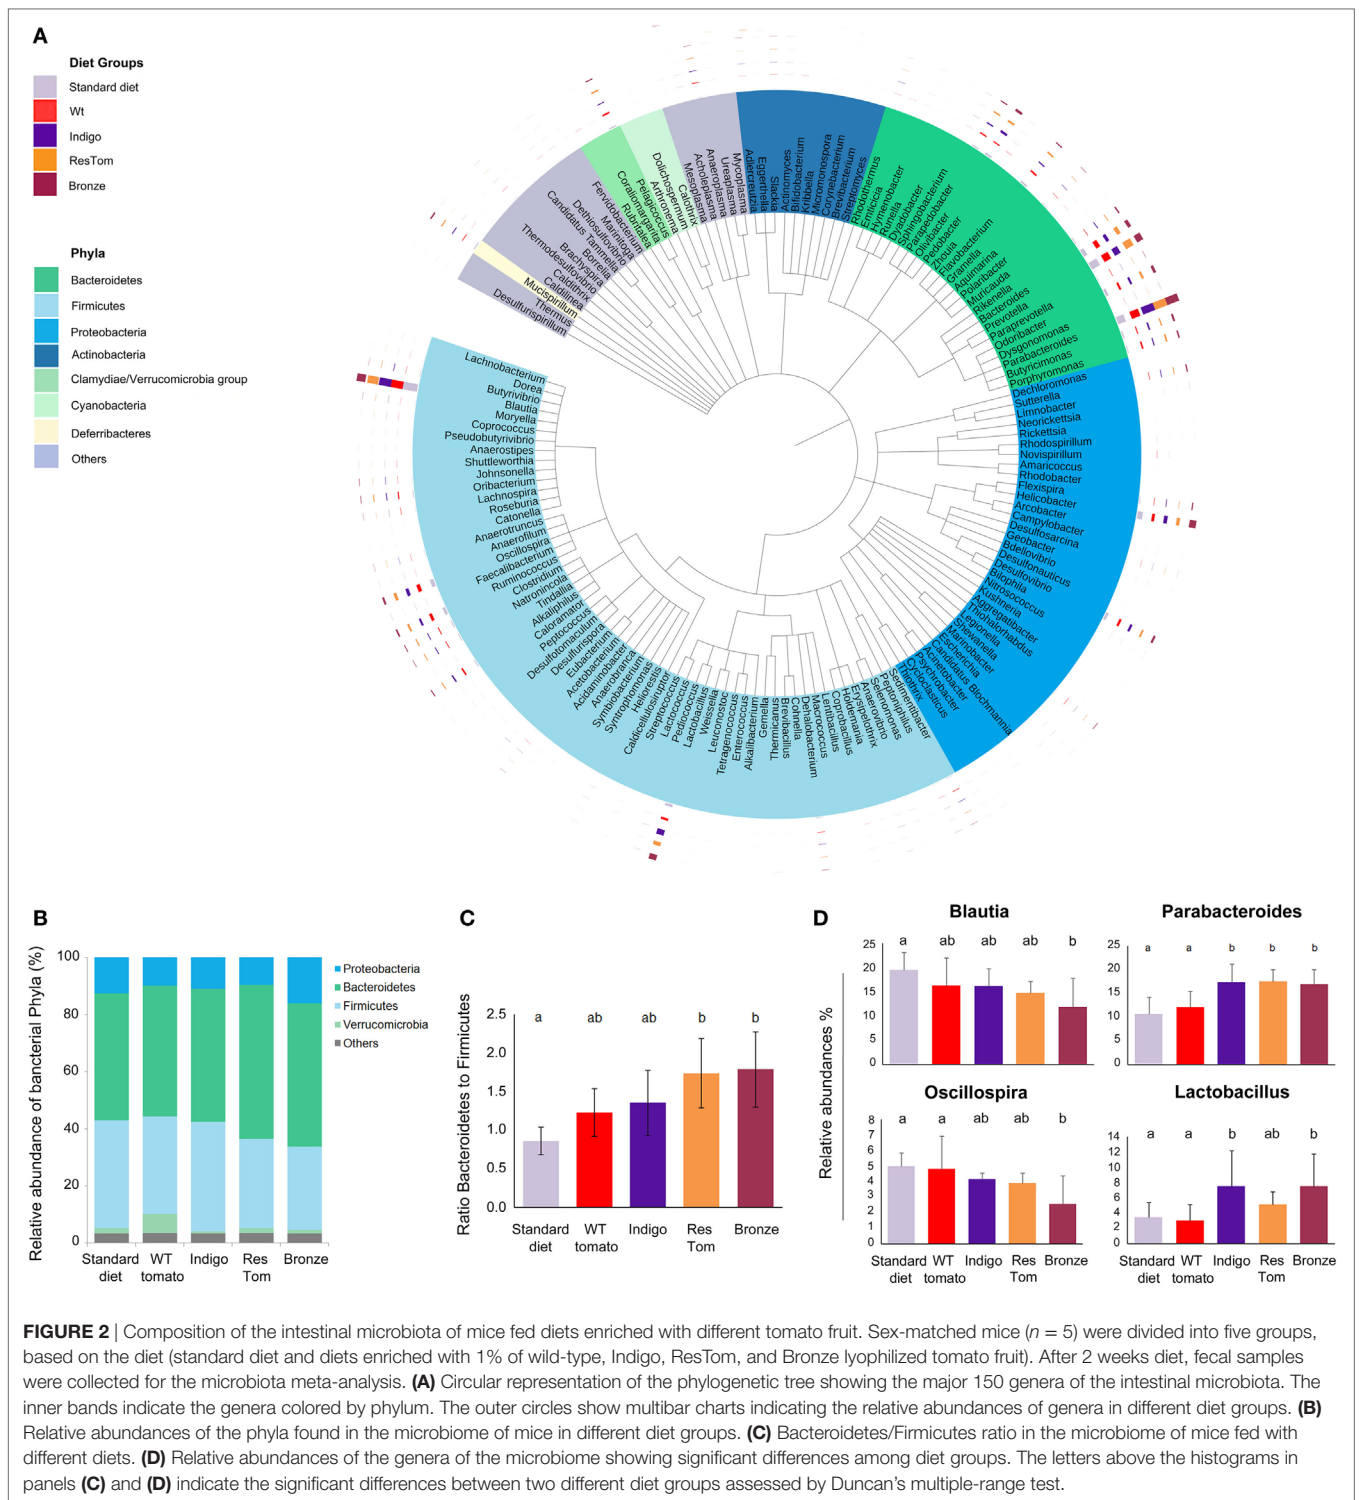 A
Diet Groups
Standard diet
Wt
Indigo
ResTom
Bronze
Phyla
Bacteroidetes
Firmicutes
Proteobacteria
Actinobacteria
Clamydiae/Verrucomicrobia group
Cyanobacteria
Deferribacteres
Others
Desulfurispirillum
Thermus
Mucispirillum
Caldilinea
Caldithrix
Thermodesulfovibrio
Brachyspira
Borrelia
Candidatus Tammella
Dethiosulfovibrio
Marinitoga
Fervidobacterium
Rubritalea
Coraliomargarita
Pelagicoccus
Arthronema
Dolichospermum
Calothrix
Mesoplasma
Acholeplasma
Anaeroplasma
Ureaplasma
Mycoplasma
Adlercreutzia
Eggerthella
Slackia
Actinomyces
Bifidobacterium
Kribbella
Micromonospora
Corynebacterium
Brevibacterium
Streptomyces
Rhodothermus
Emticicia
Hymenobacter
Runella
Dyadobacter
Sphingobacterium
Parapedobacter
Olivibacter
Pedobacter
Zhouia
Flavobacterium
Gramella
Aquimarina
Polaribacter
Muricauda
Rikenella
Bacteroides
Prevotella
Paraprevotella
Odoribacter
Dysgonomonas
Parabacteroides
Butyricimonas
Porphyromonas
Dechloromonas
Sutterella
Limnobacter
Neorickettsia
Rickettsia
Rhodospirillum
Novispirillum
Amaricoccus
Rhodobacter
Flexispira
Helicobacter
Arcobacter
Campylobacter
Desulfosarcina
Geobacter
Bdellovibrio
Desulfonauticus
Desulfovibrio
Bilophila
Nitrosococcus
Kushneria
Aggregatibacter
Thiohalorhabdus
Legionella
Shewanella
Marinobacter
Escherichia
Candidatus Blochmannia
Acinetobacter
Psychrobacter
Cycloclasticus
Thiothrix
Sedimentibacter
Peptoniphilus
Selenomonas
Anaerovibrio
Erysipelothrix
Holdemania
Coprobacillus
Lentibacillus
Macrococcus
Dehalobacterium
Cohnella
Brevibacillus
Thermicanus
Gemella
Alkalibacterium
Enterococcus
Tetragenococcus
Leuconostoc
Weissella
Lactobacillus
Pediococcus
Lactococcus
Streptococcus
Caldicellulosiruptor
Heliorestis
Syntrophomonas
Symbiobacterium
Anaerobranca
Acidaminobacter
Acetobacterium
Eubacterium
Desulfurispora
Desulfotomaculum
Peptococcus
Caloramator
Alkaliphilus
Tindallia
Natronincola
Clostridium
Ruminococcus
Faecalibacterium
Oscillospira
Anaerofilum
Anaerotruncus
Catonella
Roseburia
Lachnospira
Oribacterium
Johnsonella
Shuttleworthia
Anaerostipes
Pseudobutyrivibrio
Coprococcus
Moryella
Blautia
Butyrivibrio
Dorea
Lachnobacterium
B
Relative abundance of bancterial Phyla (%)
100
80
60
40
20
0
Standard diet
WT tomato
Indigo
Res Tom
Bronze
Proteobacteria
Bacteroidetes
Firmicutes
Verrucomicrobia
Others
C
Ratio Bacteroidetes to Firmicutes
2.5
2.0
1.5
1.0
0.5
0.0
a ab ab b b
Standard diet
WT tomato
Indigo
Res Tom
Bronze
D
Relative abundances %
Blautia
25
20
15
10
5
0
a ab ab ab b
Parabacteroides
25
20
15
10
5
0
a a b b b
Oscillospira
8
7
6
5
4
3
2
1
0
a a ab ab b
Standard diet
WT tomato
Indigo
Res Tom
Bronze
Lactobacillus
14
12
10
8
6
4
2
0
a a b ab b
Standard diet
WT tomato
Indigo
Res Tom
Bronze
FIGURE 2 | Composition of the intestinal microbiota of mice fed diets enriched with different tomato fruit. Sex-matched mice (n = 5) were divided into five groups,
based on the diet (standard diet and diets enriched with 1% of wild-type, Indigo, ResTom, and Bronze lyophilized tomato fruit). After 2 weeks diet, fecal samples
were collected for the microbiota meta-analysis. (A) Circular representation of the phylogenetic tree showing the major 150 genera of the intestinal microbiota. The
inner bands indicate the genera colored by phylum. The outer circles show multibar charts indicating the relative abundances of genera in different diet groups. (B)
Relative abundances of the phyla found in the microbiome of mice in different diet groups. (C) Bacteroidetes/Firmicutes ratio in the microbiome of mice fed with
different diets. (D) Relative abundances of the genera of the microbiome showing significant differences among diet groups. The letters above the histograms in
panels (C) and (D) indicate the significant differences between two different diet groups assessed by Duncan's multiple-range test.